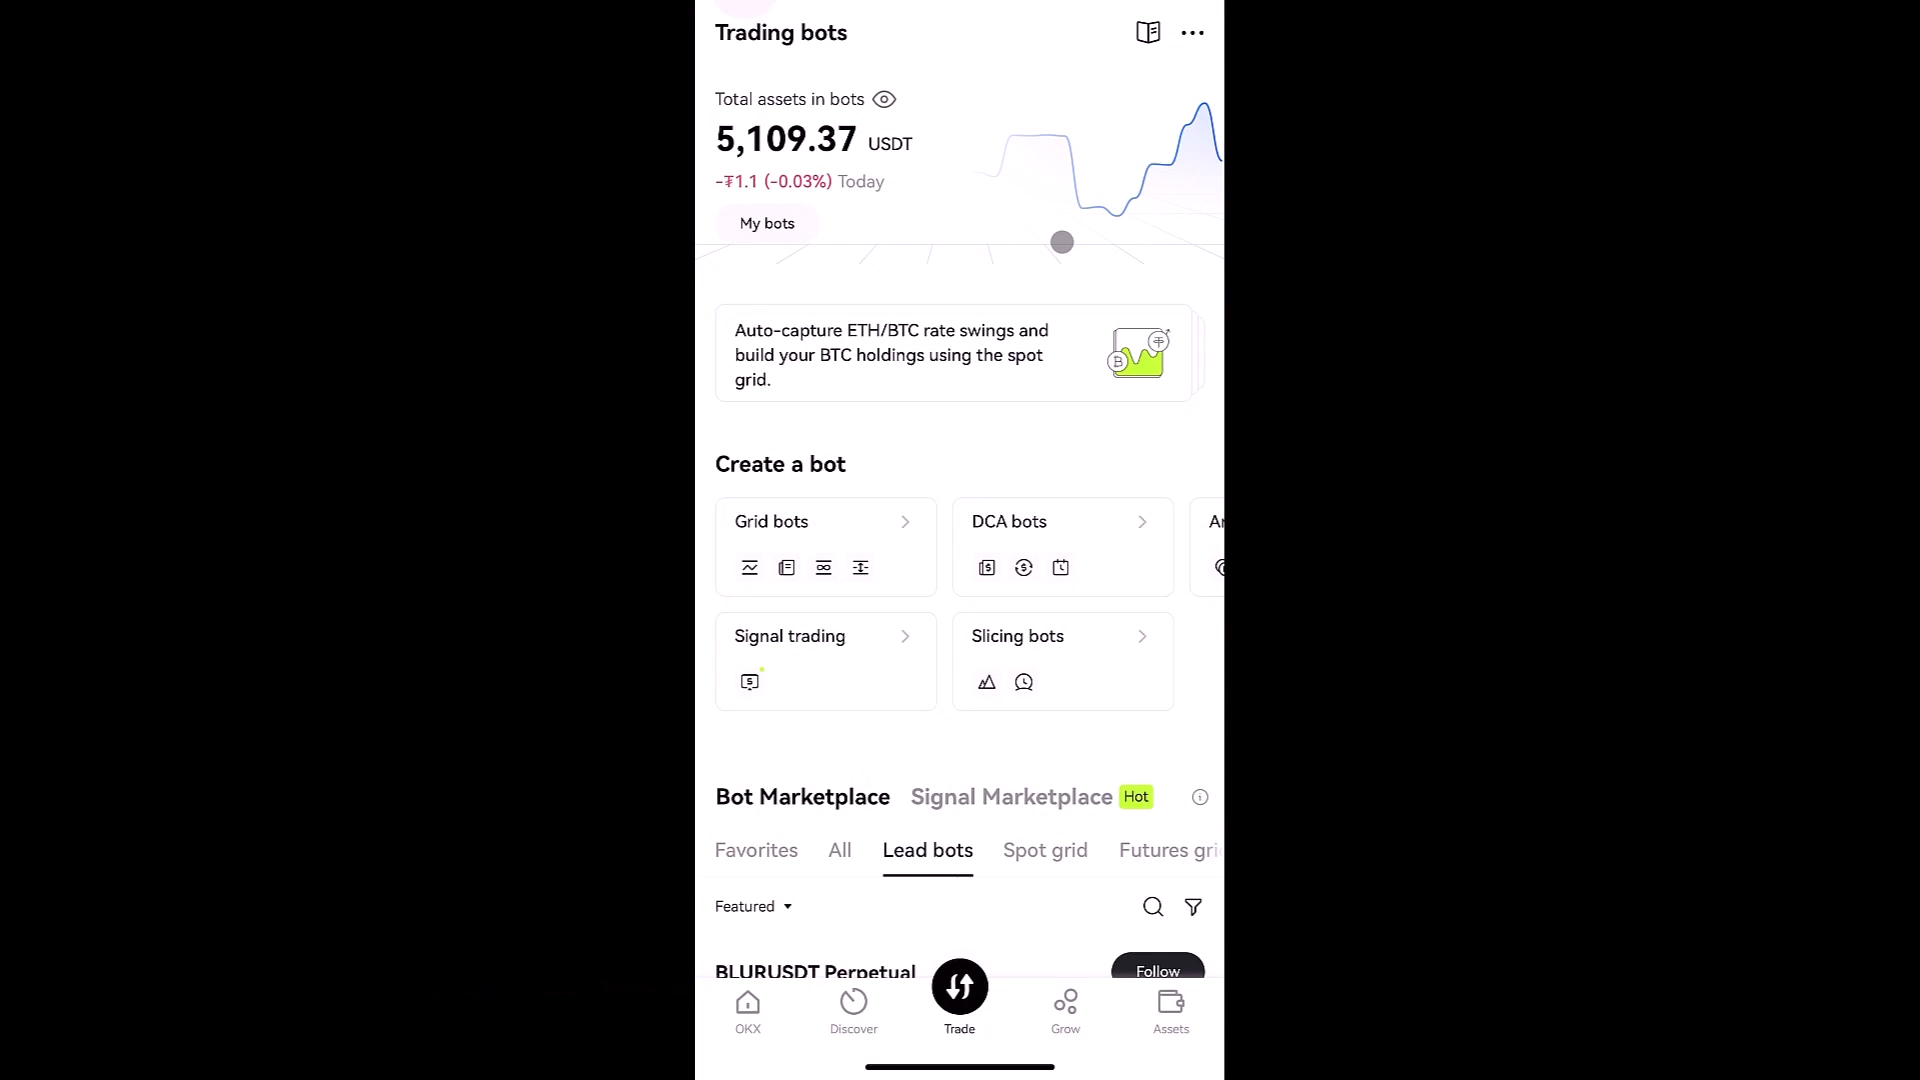 Trading bots
Total assets in bots
5,109.37 USDT
-₮1.1 (-0.03%) Today
My bots
Auto-capture ETH/BTC rate swings and
build your BTC holdings using the spot
grid.
Create a bot
Grid bots
DCA bots
Ar
Signal trading
Slicing bots
Bot Marketplace Signal Marketplace Hot
Favorites All Lead bots Spot grid Futures gri
Featured
BLURUSDT Perpetual Follow
OKX Discover Trade Grow Assets